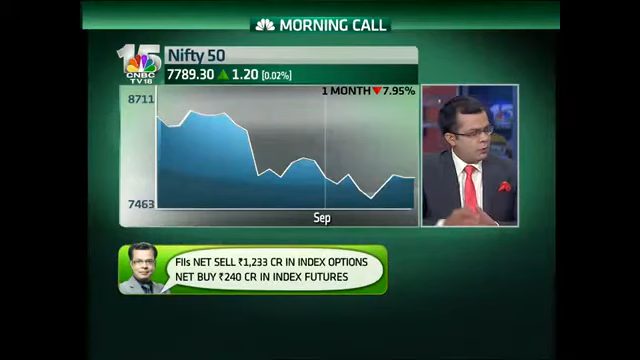 MORNING CALL
15
CNBC
TV18
Nifty 50
7789.30 ▲ 1.20 [0.02%]
1 MONTH ▼7.95%
8711
7463
Sep
FIIs NET SELL ₹1,233 CR IN INDEX OPTIONS
NET BUY ₹240 CR IN INDEX FUTURES